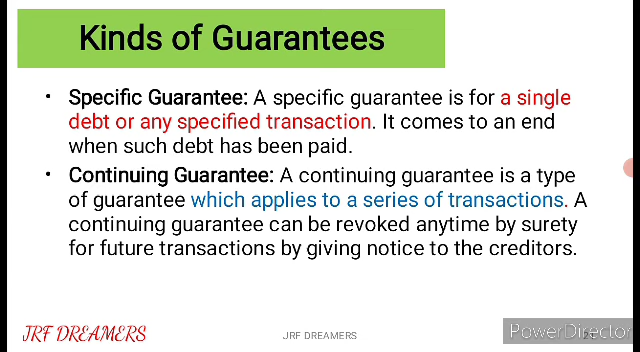 Kinds of Guarantees
• Specific Guarantee: A specific guarantee is for a single
debt or any specified transaction. It comes to an end
when such debt has been paid.
• Continuing Guarantee: A continuing guarantee is a type
of guarantee which applies to a series of transactions. A
continuing guarantee can be revoked anytime by surety
for future transactions by giving notice to the creditors.
JRF DREAMERS
JRF DREAMERS
PowerDirector